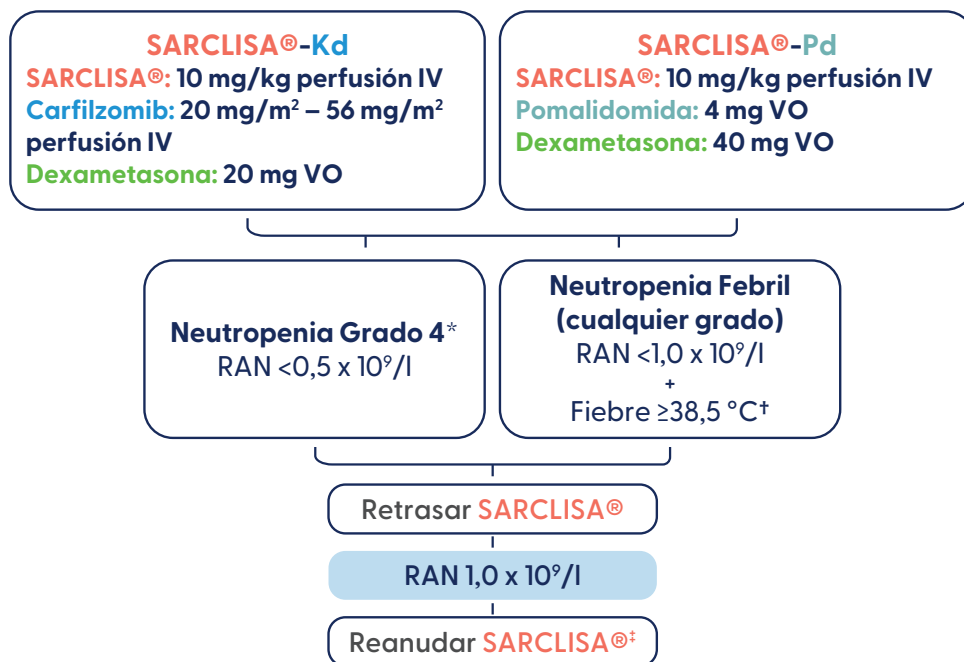 SARCLISA®-Kd
SARCLISA®: 10 mg/kg perfusión IV
Carfilzomib: 20 mg/m² – 56 mg/m²
perfusión IV
Dexametasona: 20 mg VO
SARCLISA®-Pd
SARCLISA®: 10 mg/kg perfusión IV
Pomalidomida: 4 mg VO
Dexametasona: 40 mg VO
Neutropenia Grado 4*
RAN <0,5 x 10⁹/l
Neutropenia Febril
(cualquier grado)
RAN <1,0 x 10⁹/l
+
Fiebre ≥38,5 °C†
Retrasar SARCLISA®
RAN 1,0 x 10⁹/l
Reanudar SARCLISA®‡